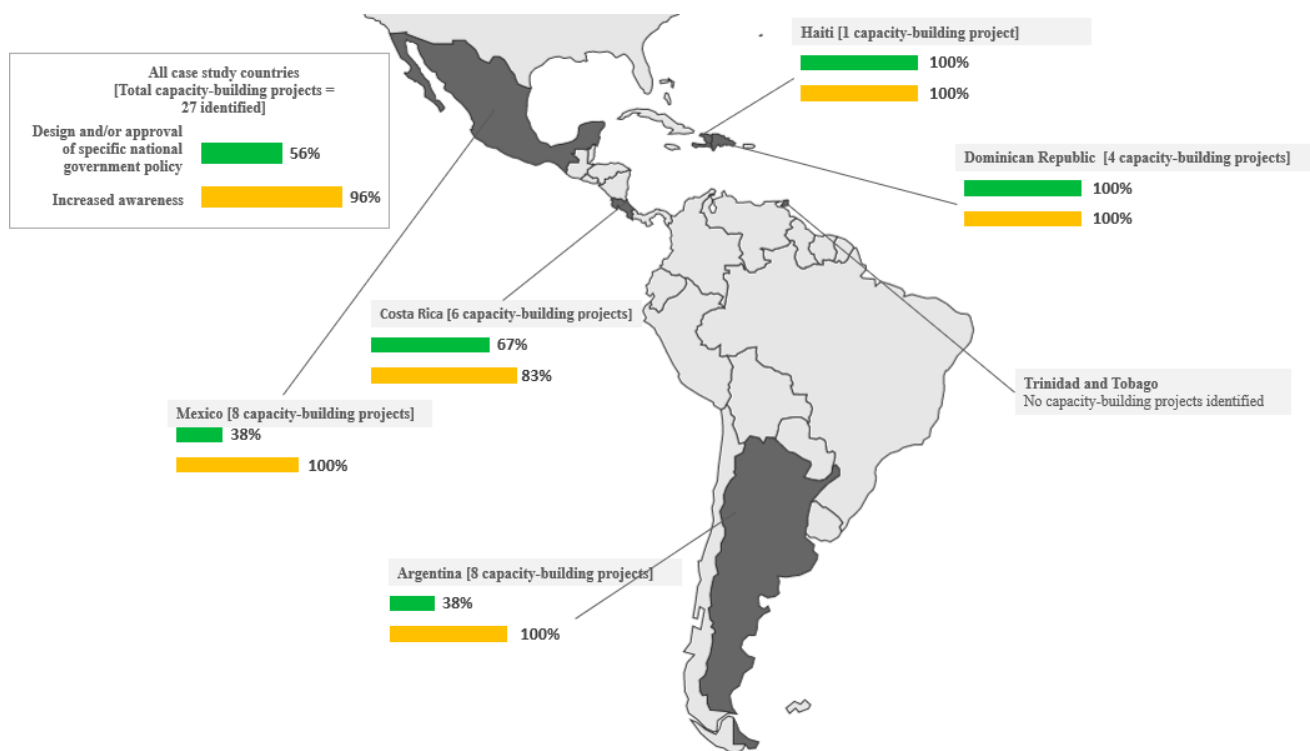 All case study countries
[Total capacity-building projects =
27 identified]
Design and/or approval
of specific national
government policy
56%
Increased awareness
96%
Haiti [1 capacity-building project]
100%
100%
Dominican Republic [4 capacity-building projects]
100%
100%
Costa Rica [6 capacity-building projects]
67%
83%
Trinidad and Tobago
No capacity-building projects identified
Mexico [8 capacity-building projects]
38%
100%
Argentina [8 capacity-building projects]
38%
100%